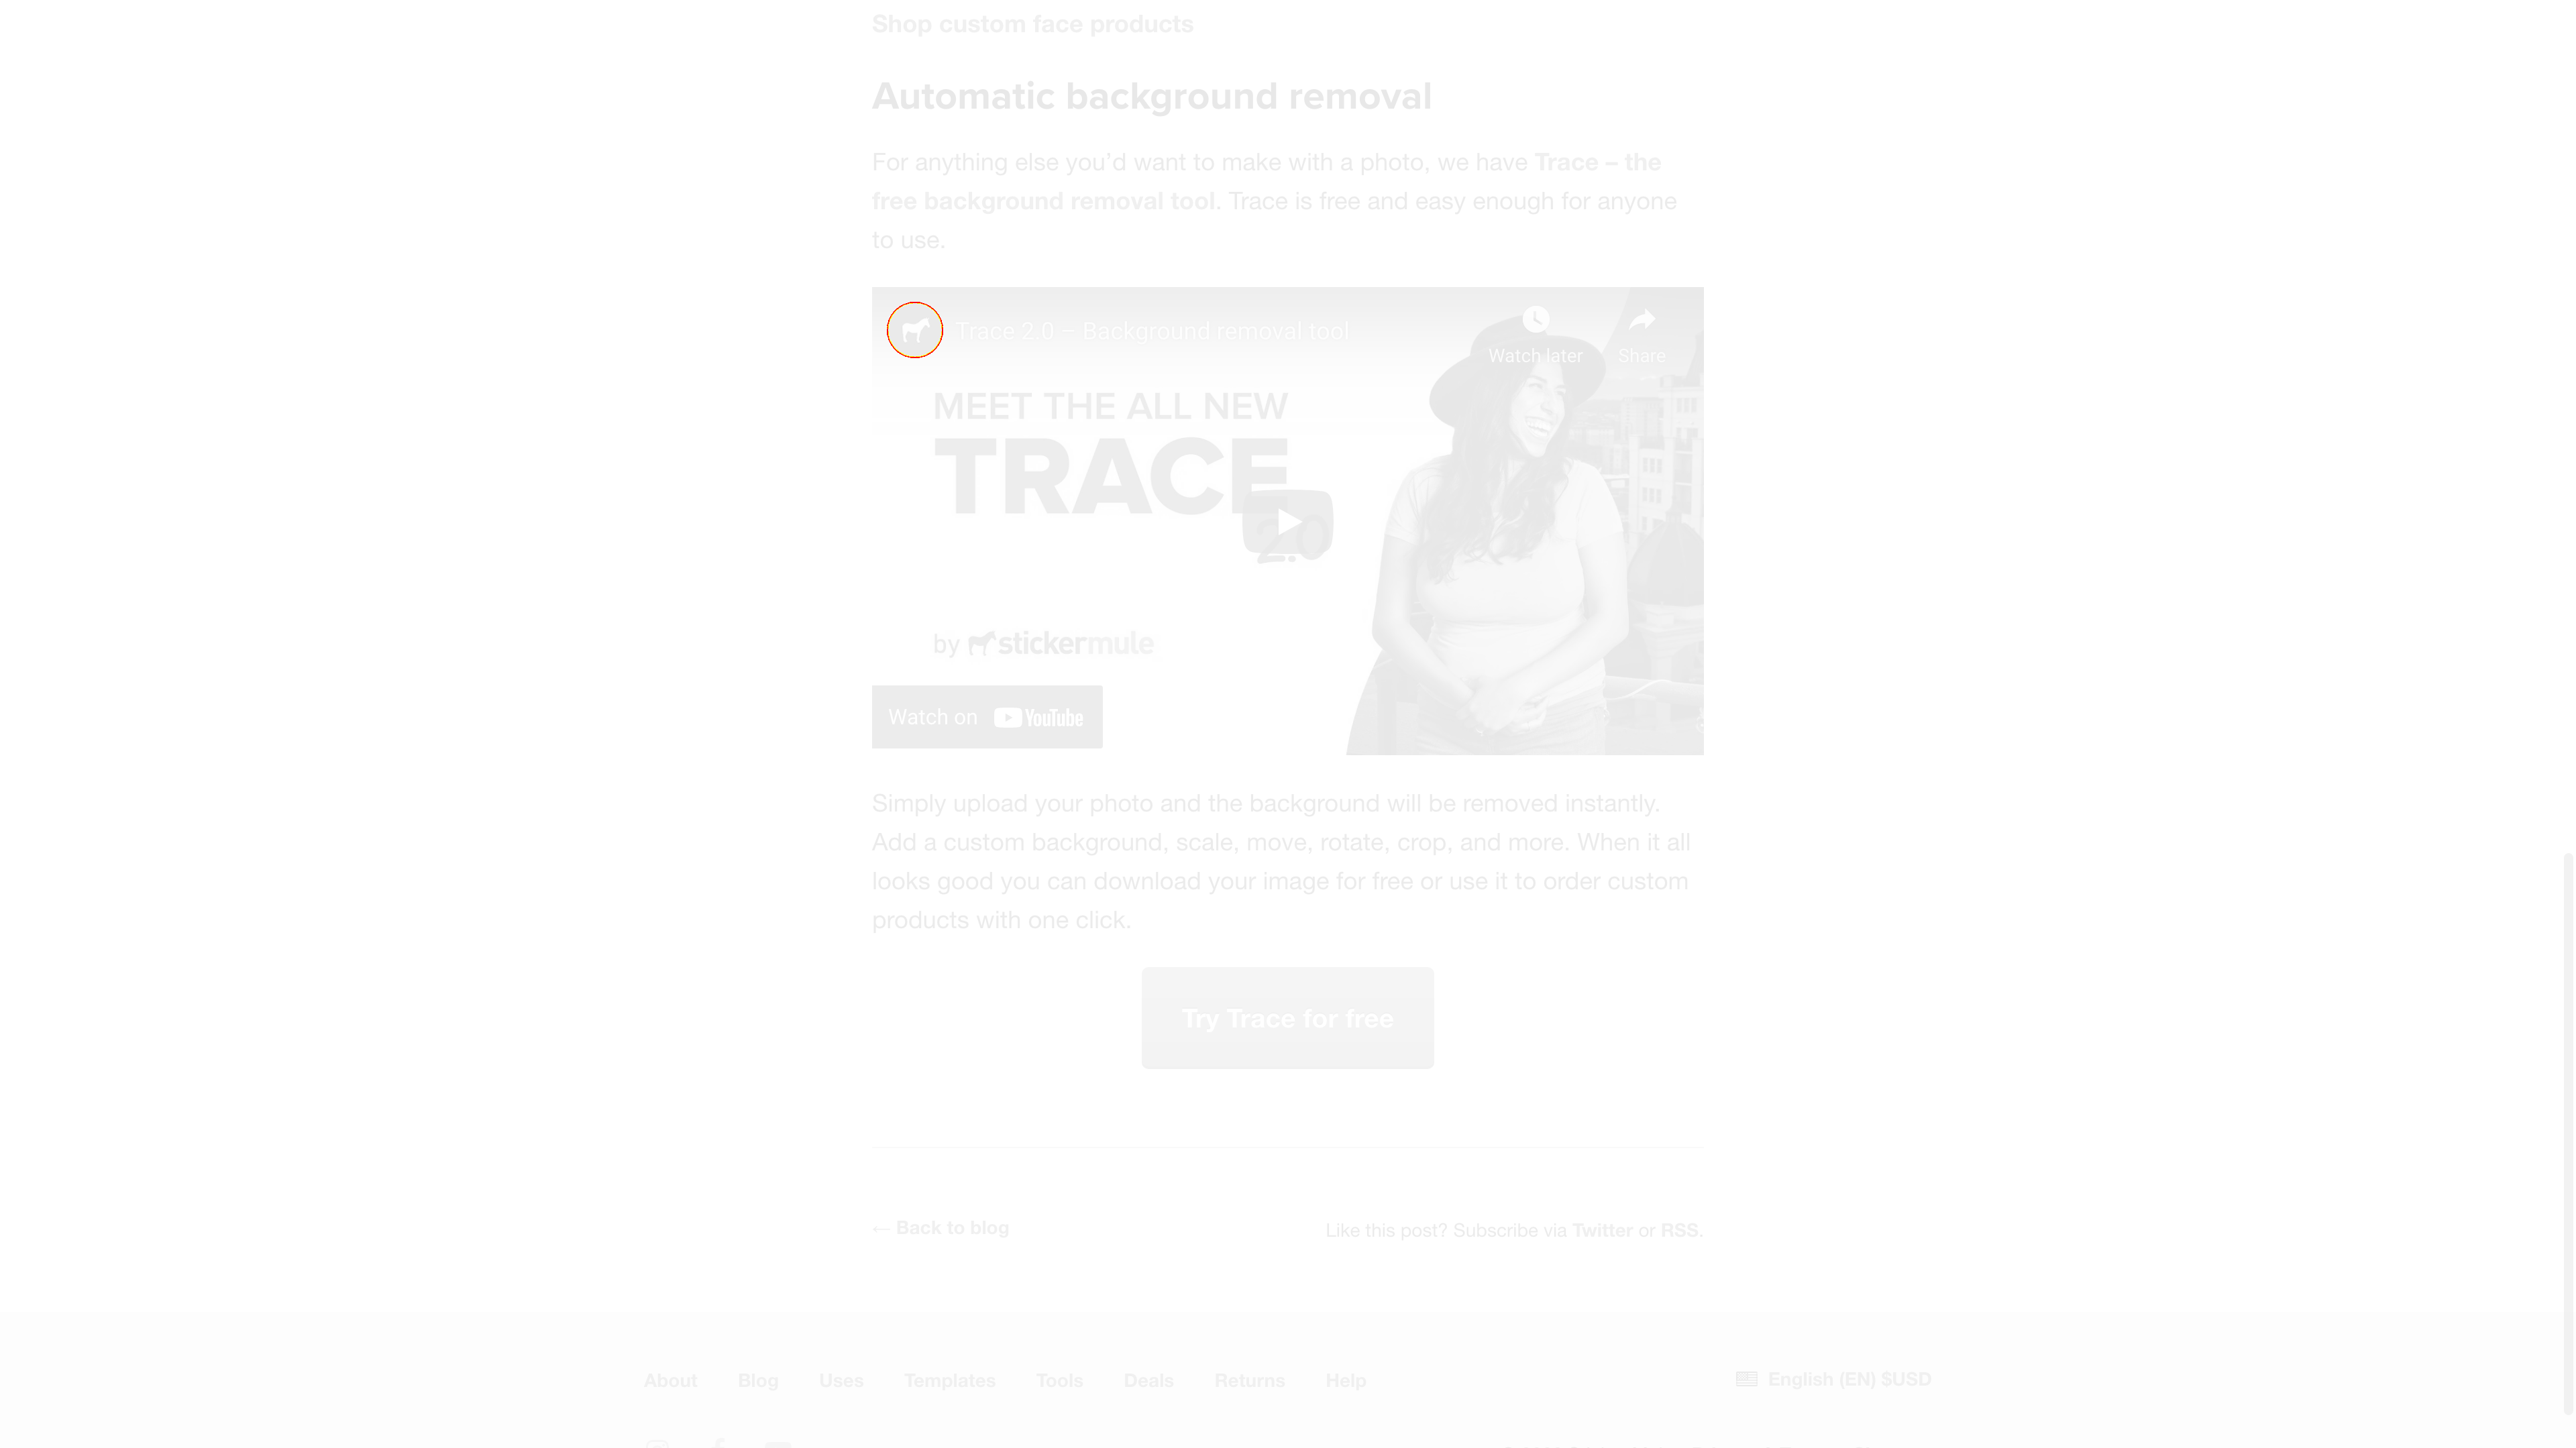 Shop custom face products
Automatic background removal
For anything else you’d want to make with a photo, we have Trace – the
free background removal tool. Trace is free and easy enough for anyone
to use.
Trace 2.0 – Background removal tool
Watch later
Share
MEET THE ALL NEW
TRACE
2.0
by stickermule
Watch on YouTube
Simply upload your photo and the background will be removed instantly.
Add a custom background, scale, move, rotate, crop, and more. When it all
looks good you can download your image for free or use it to order custom
products with one click.
Try Trace for free
← Back to blog
Like this post? Subscribe via Twitter or RSS.
About Blog Uses Templates Tools Deals Returns Help
English (EN) $USD